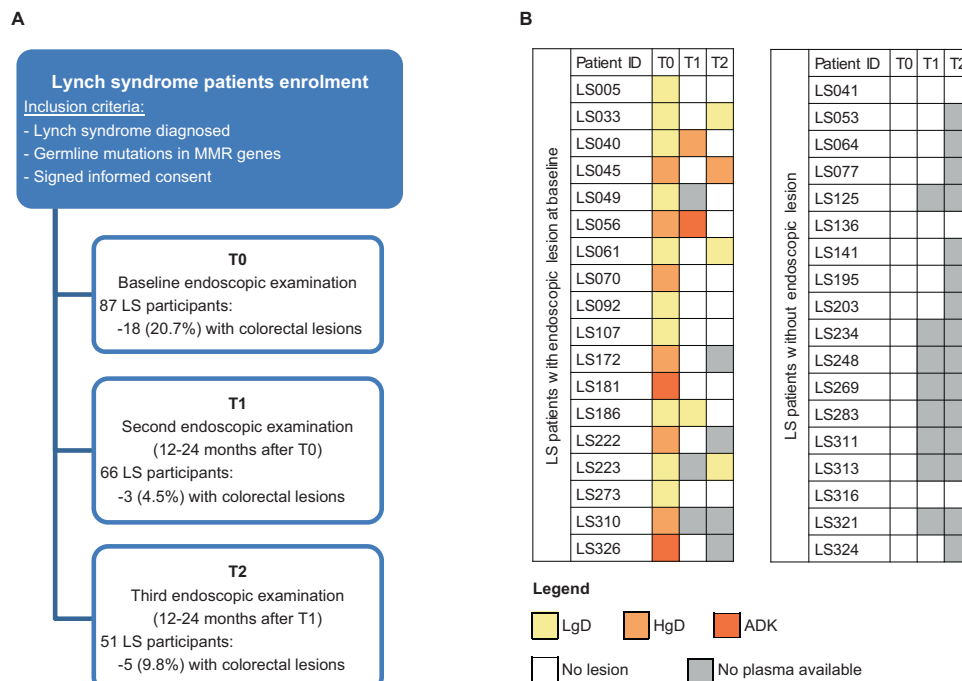 A
Lynch syndrome patients enrolment
Inclusion criteria:
- Lynch syndrome diagnosed
- Germline mutations in MMR genes
- Signed informed consent
T0
Baseline endoscopic examination
87 LS participants:
-18 (20.7%) with colorectal lesions
T1
Second endoscopic examination
(12-24 months after T0)
66 LS participants:
-3 (4.5%) with colorectal lesions
T2
Third endoscopic examination
(12-24 months after T1)
51 LS participants:
-5 (9.8%) with colorectal lesions
B
LS patients with endoscopic lesion at baseline
Patient ID T0 T1 T2
LS005
LS033
LS040
LS045
LS049
LS056
LS061
LS070
LS092
LS107
LS172
LS181
LS186
LS222
LS223
LS273
LS310
LS326
LS patients without endoscopic lesion
Patient ID T0 T1 T2
LS041
LS053
LS064
LS077
LS125
LS136
LS141
LS195
LS203
LS234
LS248
LS269
LS283
LS311
LS313
LS316
LS321
LS324
Legend
LgD HgD ADK
No lesion No plasma available